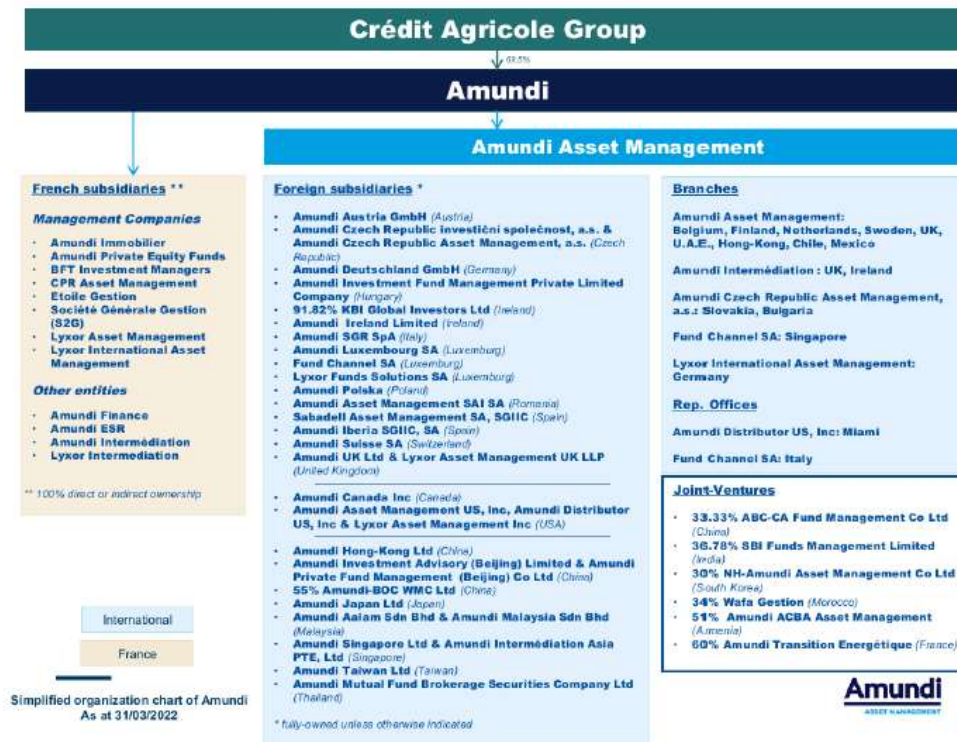 Crédit Agricole Group
Amundi
Amundi Asset Management
French subsidiaries **
Management Companies
• Amundi Immobilier
• Amundi Private Equity Funds
• BFT Investment Managers
• CPR Asset Management
• Etoile Gestion
• Société Générale Gestion
(S2G)
• Lyxor Asset Management
• Lyxor International Asset
Management
Other entities
• Amundi Finance
• Amundi ESR
• Amundi Intermédiation
• Lyxor Intermediation
** 100% direct or indirect ownership
International
France
Simplified organization chart of Amundi
As at 31/03/2022
Foreign subsidiaries *
• Amundi Austria GmbH (Austria)
• Amundi Czech Republic investiční společnost, a.s. &
Amundi Czech Republic Asset Management, a.s. (Czech
Republic)
• Amundi Deutschland GmbH (Germany)
• Amundi Investment Fund Management Private Limited
Company (Hungary)
• 91.82% KBI Global Investors Ltd (Ireland)
• Amundi Ireland Limited (Ireland)
• Amundi SGR SpA (Italy)
• Amundi Luxembourg SA (Luxemburg)
• Fund Channel SA (Luxemburg)
• Lyxor Funds Solutions SA (Luxemburg)
• Amundi Polska (Poland)
• Amundi Asset Management SAI SA (Romania)
• Sabadell Asset Management SA, SGIIC (Spain)
• Amundi Iberia SGIIC, SA (Spain)
• Amundi Suisse SA (Switzerland)
• Amundi UK Ltd & Lyxor Asset Management UK LLP
(United Kingdom)
• Amundi Canada Inc (Canada)
• Amundi Asset Management US, Inc, Amundi Distributor
US, Inc & Lyxor Asset Management Inc (USA)
• Amundi Hong-Kong Ltd (China)
• Amundi Investment Advisory (Beijing) Limited & Amundi
Private Fund Management (Beijing) Co Ltd (China)
• 55% Amundi-BOC WMC Ltd (China)
• Amundi Japan Ltd (Japan)
• Amundi Aalam Sdn Bhd & Amundi Malaysia Sdn Bhd
(Malaysia)
• Amundi Singapore Ltd & Amundi Intermédiation Asia
PTE, Ltd (Singapore)
• Amundi Taiwan Ltd (Taiwan)
• Amundi Mutual Fund Brokerage Securities Company Ltd
(Thailand)
* fully-owned unless otherwise indicated
Branches
Amundi Asset Management:
Belgium, Finland, Netherlands, Sweden, UK,
U.A.E., Hong-Kong, Chile, Mexico
Amundi Intermédiation : UK, Ireland
Amundi Czech Republic Asset Management,
a.s.: Slovakia, Bulgaria
Fund Channel SA: Singapore
Lyxor International Asset Management:
Germany
Rep. Offices
Amundi Distributor US, Inc: Miami
Fund Channel SA: Italy
Joint-Ventures
• 33.33% ABC-CA Fund Management Co Ltd
(China)
• 36.78% SBI Funds Management Limited
(India)
• 30% NH-Amundi Asset Management Co Ltd
(South Korea)
• 34% Wafa Gestion (Morocco)
• 51% Amundi ACBA Asset Management
(Armenia)
• 60% Amundi Transition Energétique (France)
Amundi
ASSET MANAGEMENT